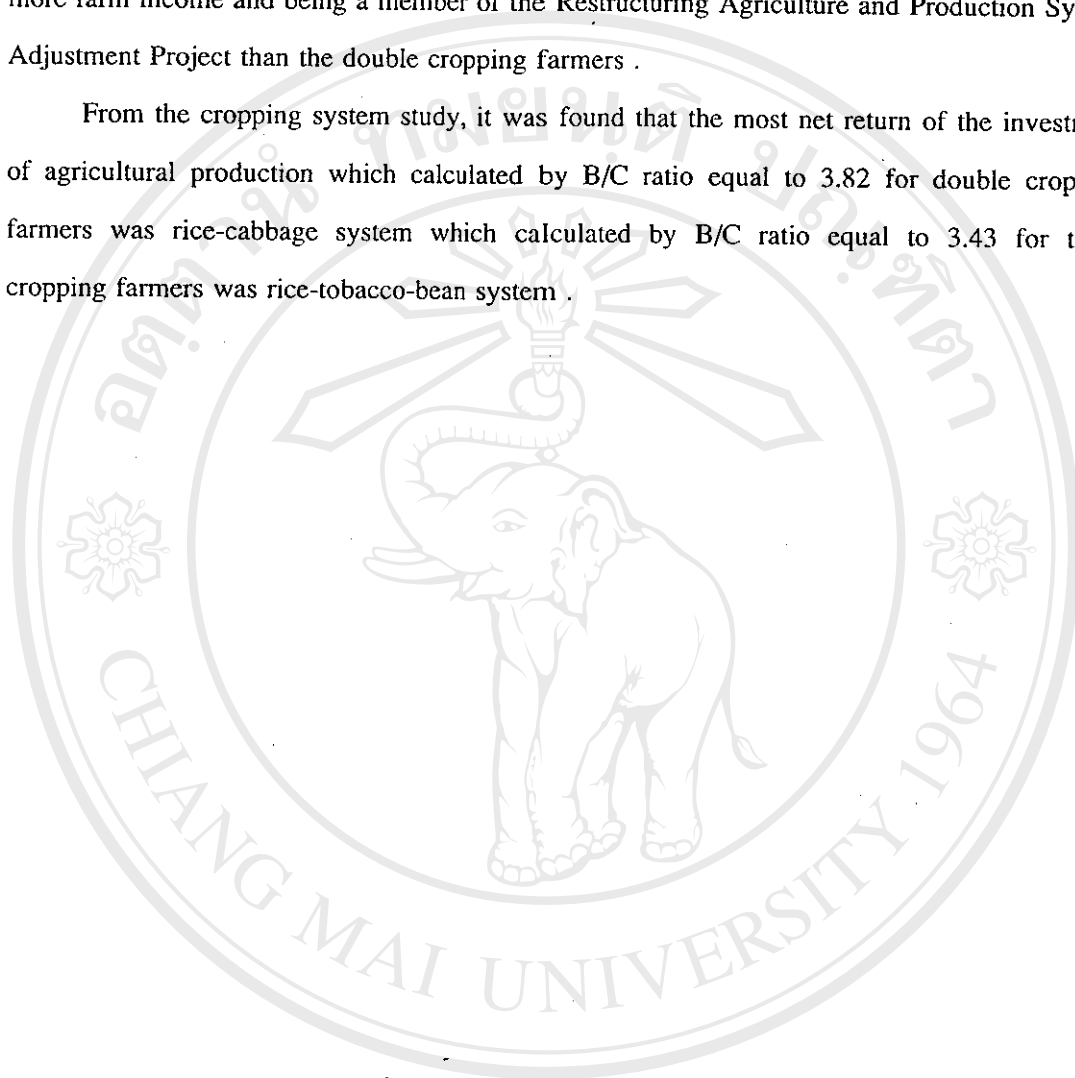 more farm income and being a member of the Restructuring Agriculture and Production
Adjustment Project than the double cropping farmers .
From the cropping system study, it was found that the most net return of the
of agricultural production which calculated by B/C ratio equal to 3.82 for double
farmers was rice-cabbage system which calculated by B/C ratio equal to 3.43 for
cropping farmers was rice-tobacco-bean system .
CHIANG MAI UNIVERSITY 1964